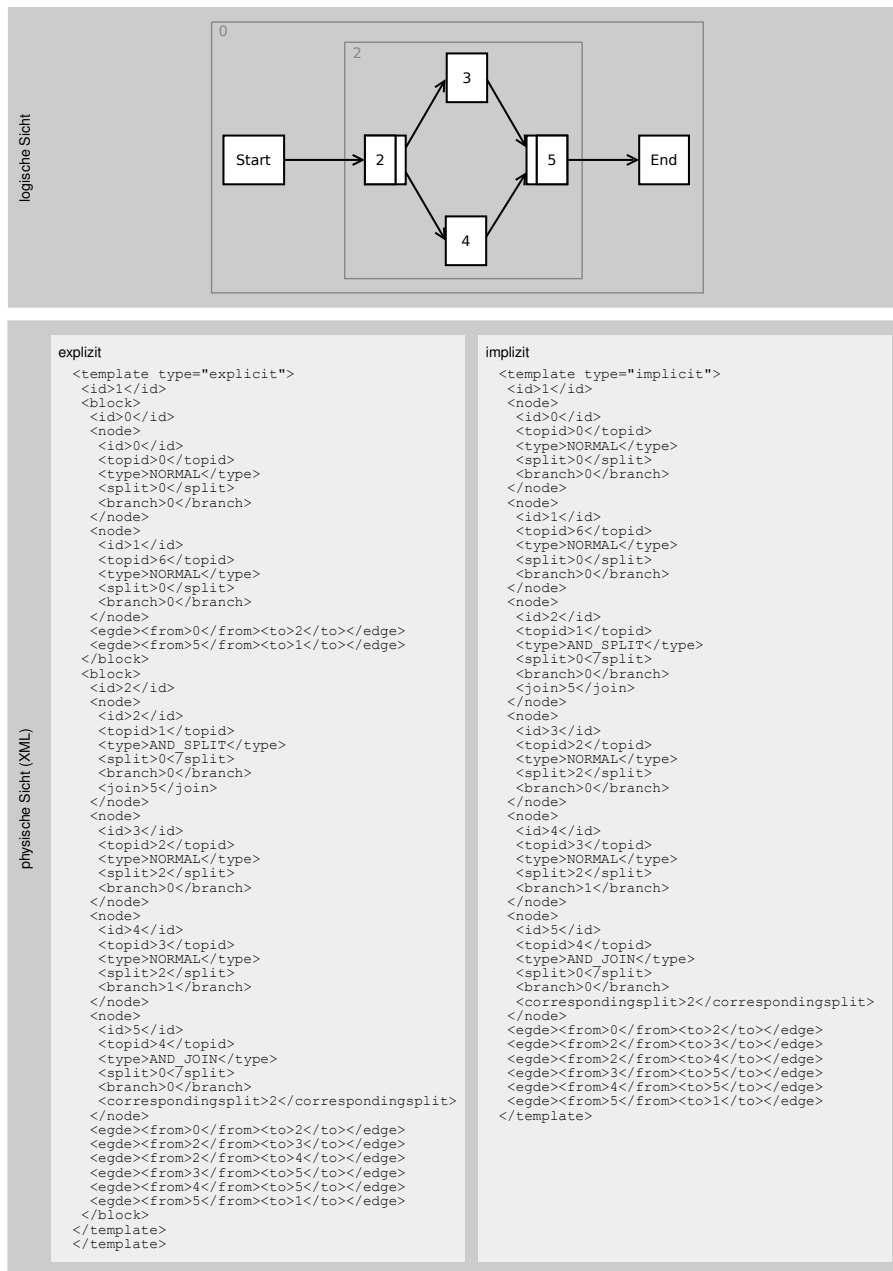 logische Sicht
0
2
3
Start
2
5
End
4
physische Sicht (XML)
explizit
<template type="explicit">
<id>1</id>
<block>
<id>0</id>
<node>
<id>0</id>
<topid>0</topid>
<type>NORMAL</type>
<split>0</split>
<branch>0</branch>
</node>
<node>
<id>1</id>
<topid>6</topid>
<type>NORMAL</type>
<split>0</split>
<branch>0</branch>
</node>
<egde><from>0</from><to>2</to></edge>
<egde><from>5</from><to>1</to></edge>
</block>
<block>
<id>2</id>
<node>
<id>2</id>
<topid>1</topid>
<type>AND_SPLIT</type>
<split>0</split>
<branch>0</branch>
<join>5</join>
</node>
<node>
<id>3</id>
<topid>2</topid>
<type>NORMAL</type>
<split>2</split>
<branch>0</branch>
</node>
<node>
<id>4</id>
<topid>3</topid>
<type>NORMAL</type>
<split>2</split>
<branch>1</branch>
</node>
<node>
<id>5</id>
<topid>4</topid>
<type>AND_JOIN</type>
<split>0</split>
<branch>0</branch>
<correspondingsplit>2</correspondingsplit>
</node>
<egde><from>0</from><to>2</to></edge>
<egde><from>2</from><to>3</to></edge>
<egde><from>2</from><to>4</to></edge>
<egde><from>3</from><to>5</to></edge>
<egde><from>4</from><to>5</to></edge>
<egde><from>5</from><to>1</to></edge>
</block>
</template>
</template>
implizit
<template type="implicit">
<id>1</id>
<node>
<id>0</id>
<topid>0</topid>
<type>NORMAL</type>
<split>0</split>
<branch>0</branch>
</node>
<node>
<id>1</id>
<topid>6</topid>
<type>NORMAL</type>
<split>0</split>
<branch>0</branch>
</node>
<node>
<id>2</id>
<topid>1</topid>
<type>AND_SPLIT</type>
<split>0</split>
<branch>0</branch>
<join>5</join>
</node>
<node>
<id>3</id>
<topid>2</topid>
<type>NORMAL</type>
<split>2</split>
<branch>0</branch>
</node>
<node>
<id>4</id>
<topid>3</topid>
<type>NORMAL</type>
<split>2</split>
<branch>1</branch>
</node>
<node>
<id>5</id>
<topid>4</topid>
<type>AND_JOIN</type>
<split>0</split>
<branch>0</branch>
<correspondingsplit>2</correspondingsplit>
</node>
<egde><from>0</from><to>2</to></edge>
<egde><from>2</from><to>3</to></edge>
<egde><from>2</from><to>4</to></edge>
<egde><from>3</from><to>5</to></edge>
<egde><from>4</from><to>5</to></edge>
<egde><from>5</from><to>1</to></edge>
</template>